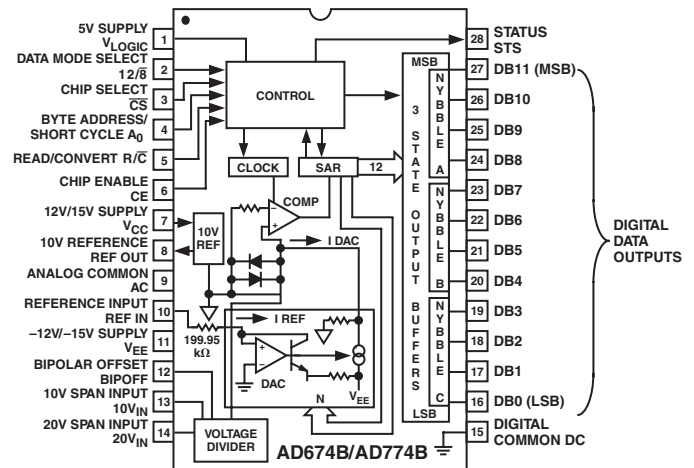 5V SUPPLY
VLOGIC
1
DATA MODE SELECT
12/8̅
2
CHIP SELECT
C̅S̅
3
BYTE ADDRESS/
SHORT CYCLE A0
4
READ/CONVERT R/C̅
5
CHIP ENABLE
CE
6
12V/15V SUPPLY
VCC
7
10V REFERENCE
REF OUT
8
ANALOG COMMON
AC
9
REFERENCE INPUT
REF IN
10
–12V/–15V SUPPLY
VEE
11
BIPOLAR OFFSET
BIPOFF
12
10V SPAN INPUT
10VIN
13
20V SPAN INPUT
20VIN
14
CONTROL
CLOCK
SAR
12
COMP
–
+
10V
REF
I DAC
I REF
199.95
kΩ
+
–
DAC
VEE
N
VOLTAGE
DIVIDER
AD674B/AD774B
MSB
3 STATE OUTPUT BUFFERS
LSB
NYBBLE A
NYBBLE B
NYBBLE C
28
STATUS
STS
27
DB11 (MSB)
26
DB10
25
DB9
24
DB8
23
DB7
22
DB6
21
DB5
20
DB4
19
DB3
18
DB2
17
DB1
16
DB0 (LSB)
15
DIGITAL
COMMON DC
DIGITAL
DATA
OUTPUTS